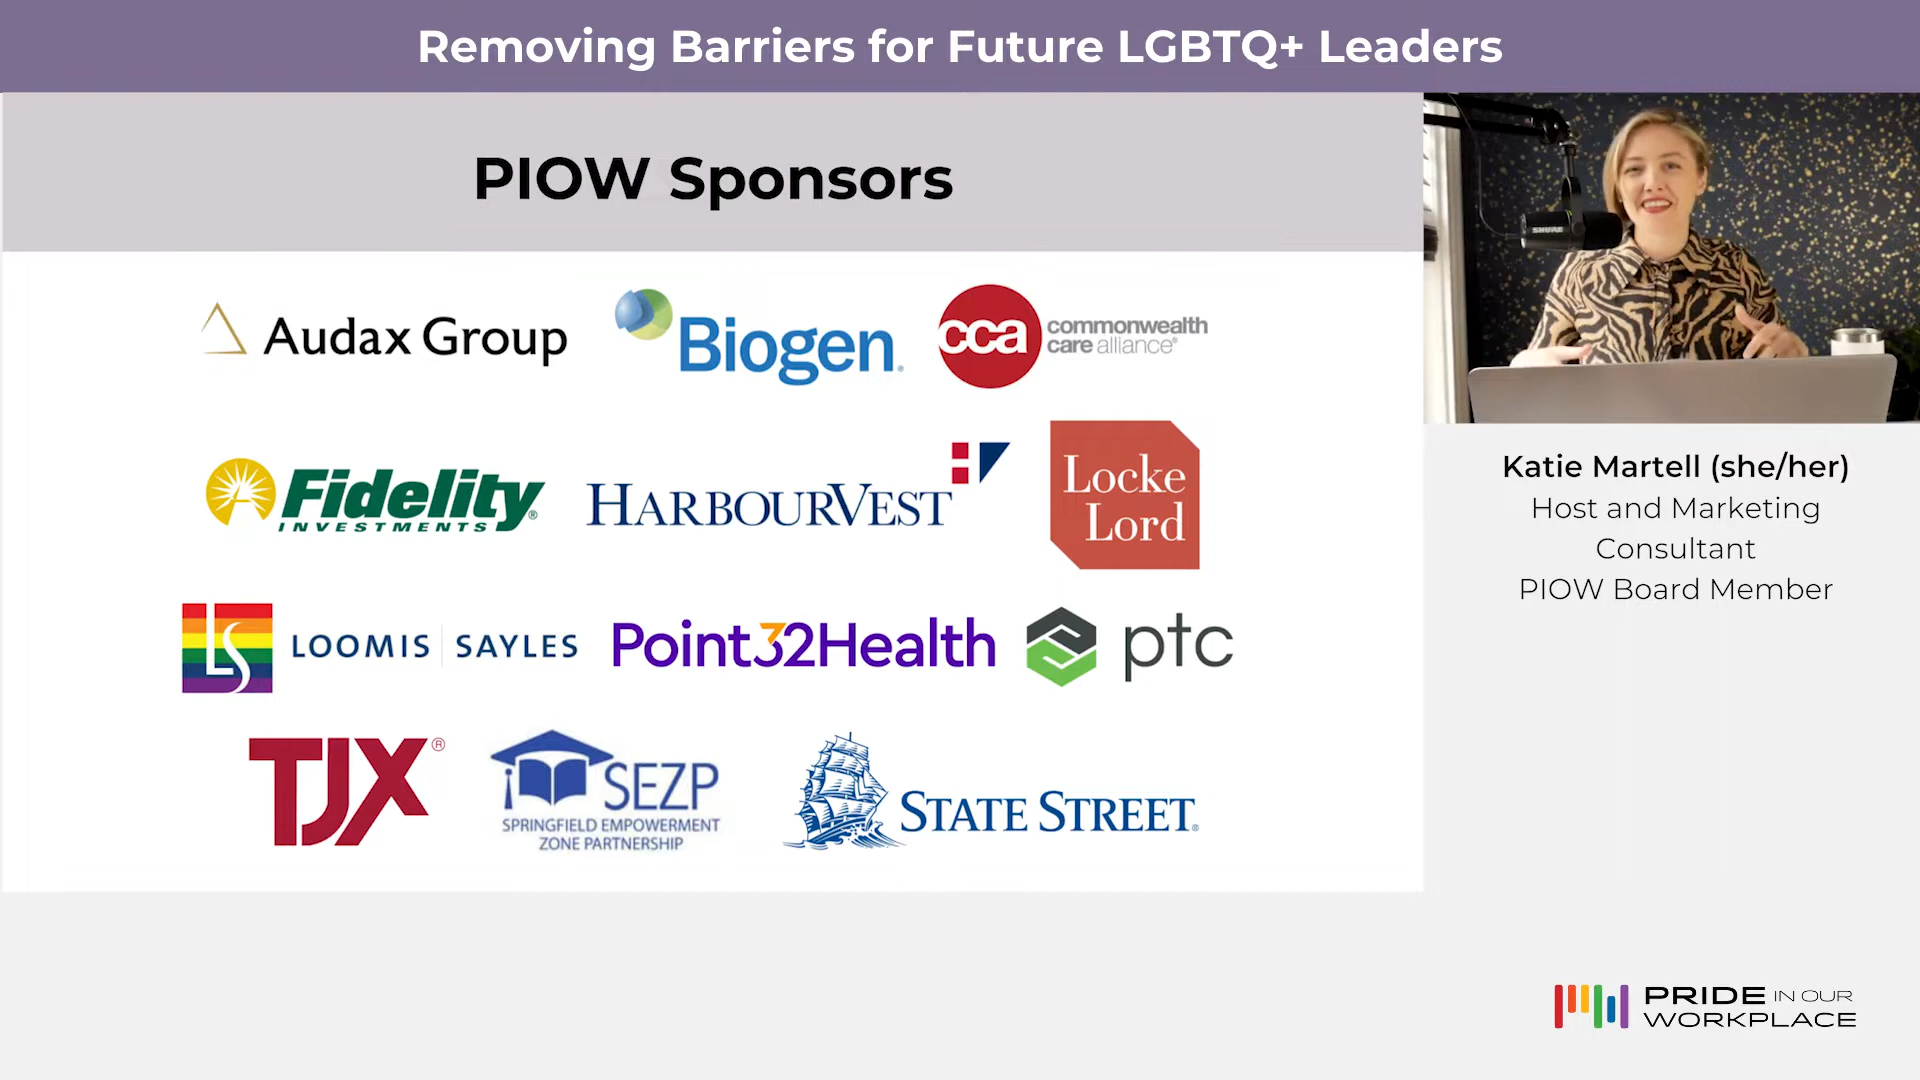 Removing Barriers for Future LGBTQ+ Leaders
PIOW Sponsors
Audax Group
Biogen®
cca commonwealth
care alliance®
Fidelity®
INVESTMENTS
HARBOURVEST
Locke
Lord
LS LOOMIS | SAYLES
Point32Health
ptc
TJX®
SEZP
SPRINGFIELD EMPOWERMENT
ZONE PARTNERSHIP
STATE STREET®
SHURE
Katie Martell (she/her)
Host and Marketing
Consultant
PIOW Board Member
PRIDE IN OUR
WORKPLACE